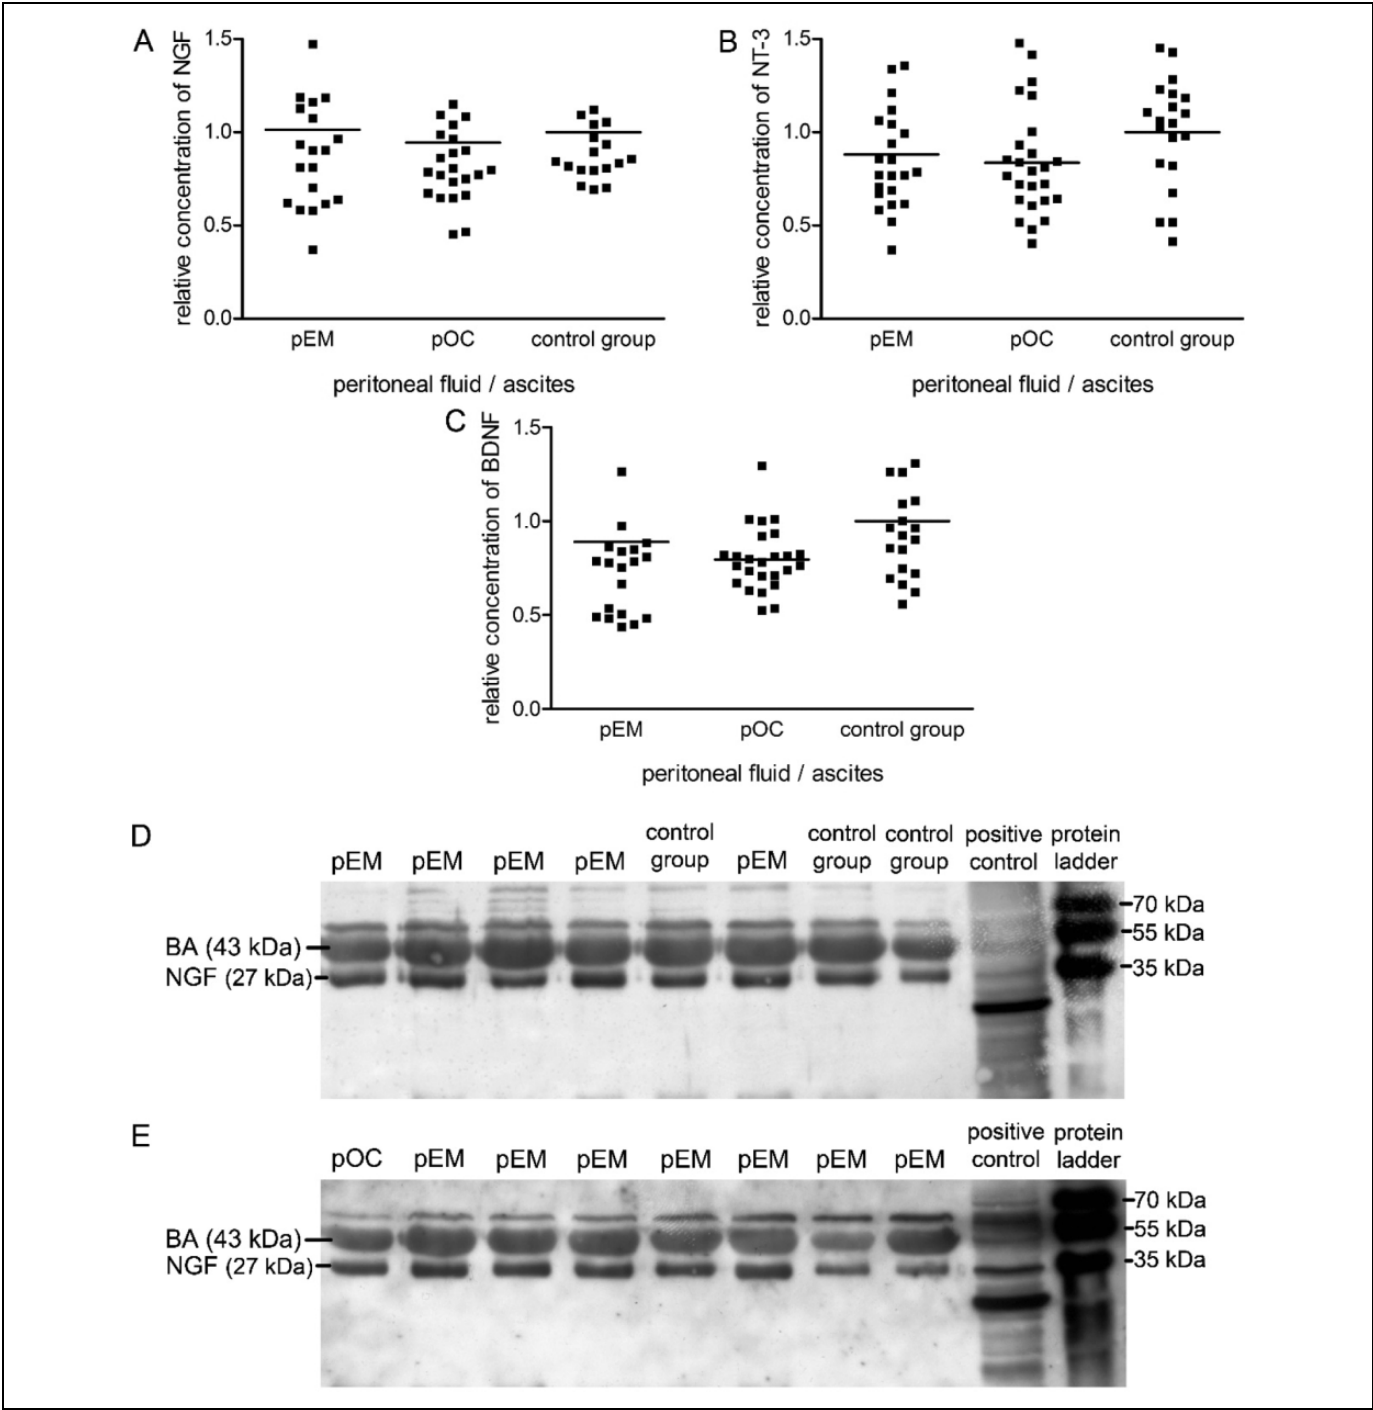 A
relative concentration of NGF
1.5
1.0
0.5
0.0
pEM pOC control group
peritoneal fluid / ascites
B
relative concentration of NT-3
1.5
1.0
0.5
0.0
pEM pOC control group
peritoneal fluid / ascites
C
relative concentration of BDNF
1.5
1.0
0.5
0.0
pEM pOC control group
peritoneal fluid / ascites
D
pEM pEM pEM pEM control group pEM control group control group positive control protein ladder
BA (43 kDa)
NGF (27 kDa)
70 kDa
55 kDa
35 kDa
E
pOC pEM pEM pEM pEM pEM pEM pEM positive control protein ladder
BA (43 kDa)
NGF (27 kDa)
70 kDa
55 kDa
35 kDa